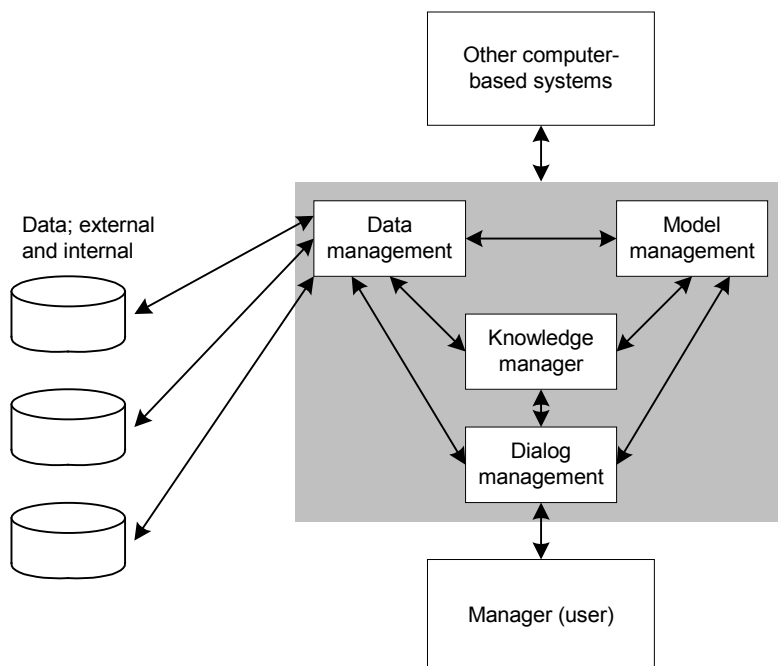 Other computer-
based systems
Data; external
and internal
Data
management
Model
management
Knowledge
manager
Dialog
management
Manager (user)